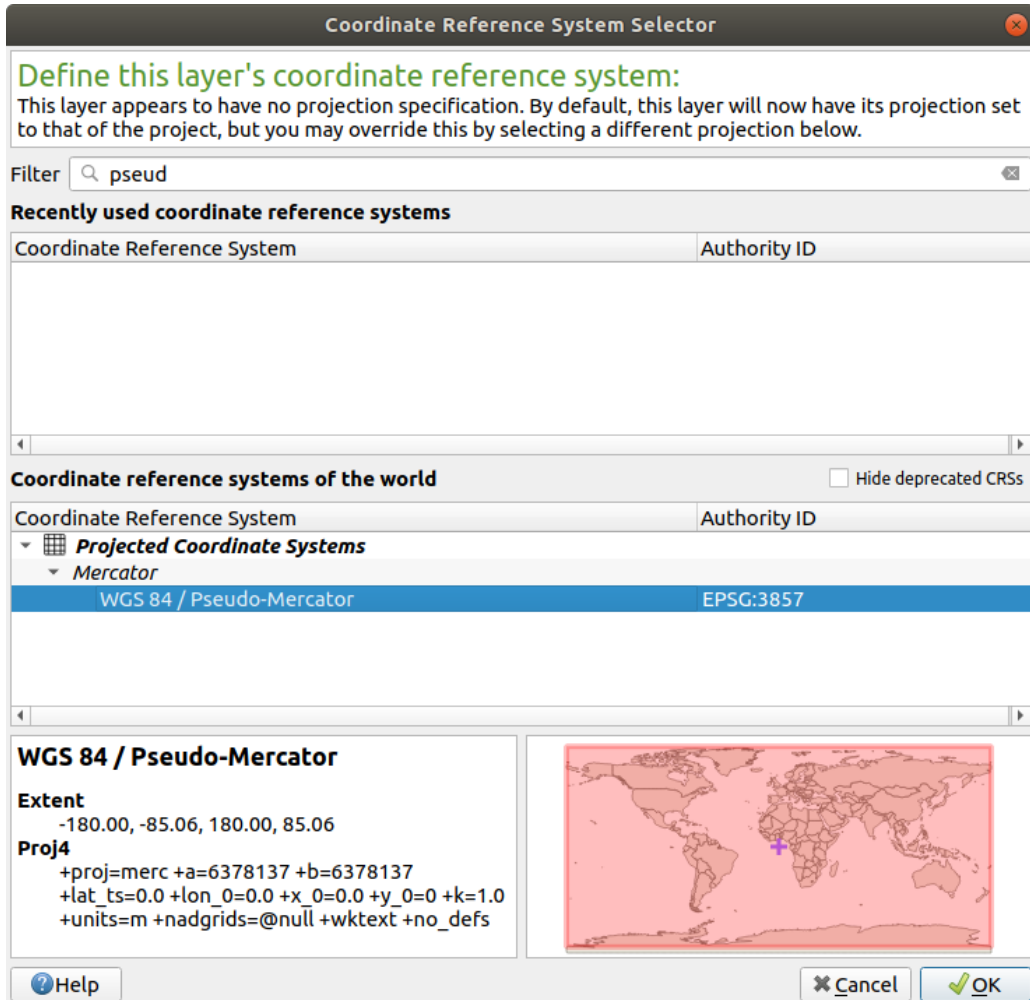 Coordinate Reference System Selector
Define this layer's coordinate reference system:
This layer appears to have no projection specification. By default, this layer will now have its projection set
to that of the project, but you may override this by selecting a different projection below.
Filter pseud
Recently used coordinate reference systems
Coordinate Reference System Authority ID
Coordinate reference systems of the world Hide deprecated CRSs
Coordinate Reference System Authority ID
Projected Coordinate Systems
Mercator
WGS 84 / Pseudo-Mercator EPSG:3857
WGS 84 / Pseudo-Mercator
Extent
-180.00, -85.06, 180.00, 85.06
Proj4
+proj=merc +a=6378137 +b=6378137
+lat_ts=0.0 +lon_0=0.0 +x_0=0.0 +y_0=0 +k=1.0
+units=m +nadgrids=@null +wktext +no_defs
Help Cancel OK